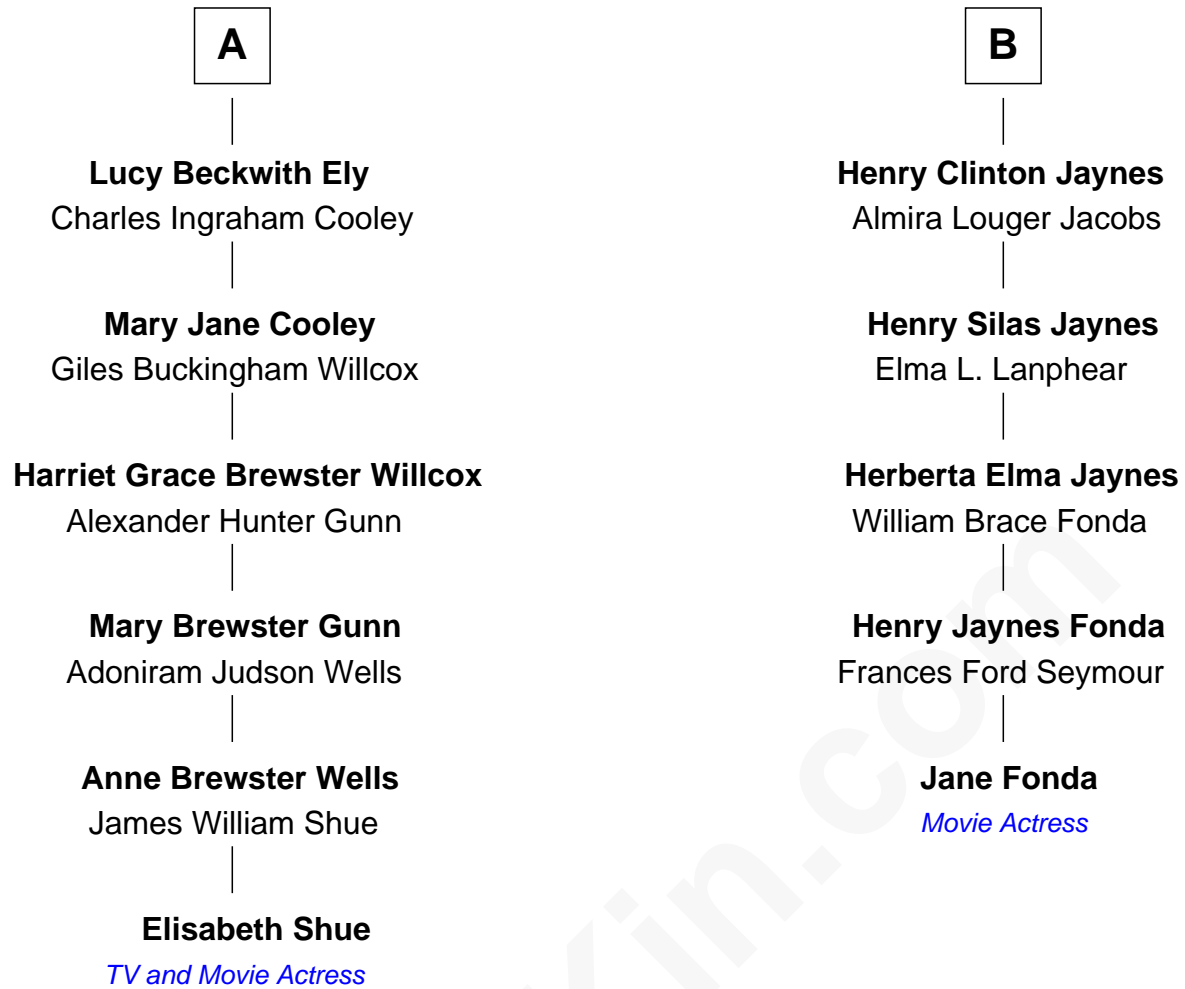 A
Lucy Beckwith Ely
Charles Ingraham Cooley
Mary Jane Cooley
Giles Buckingham Willcox
Harriet Grace Brewster Willcox
Alexander Hunter Gunn
Mary Brewster Gunn
Adoniram Judson Wells
Anne Brewster Wells
James William Shue
Elisabeth Shue
TV and Movie Actress
B
Henry Clinton Jaynes
Almira Louger Jacobs
Henry Silas Jaynes
Elma L. Lanphear
Herberta Elma Jaynes
William Brace Fonda
Henry Jaynes Fonda
Frances Ford Seymour
Jane Fonda
Movie Actress